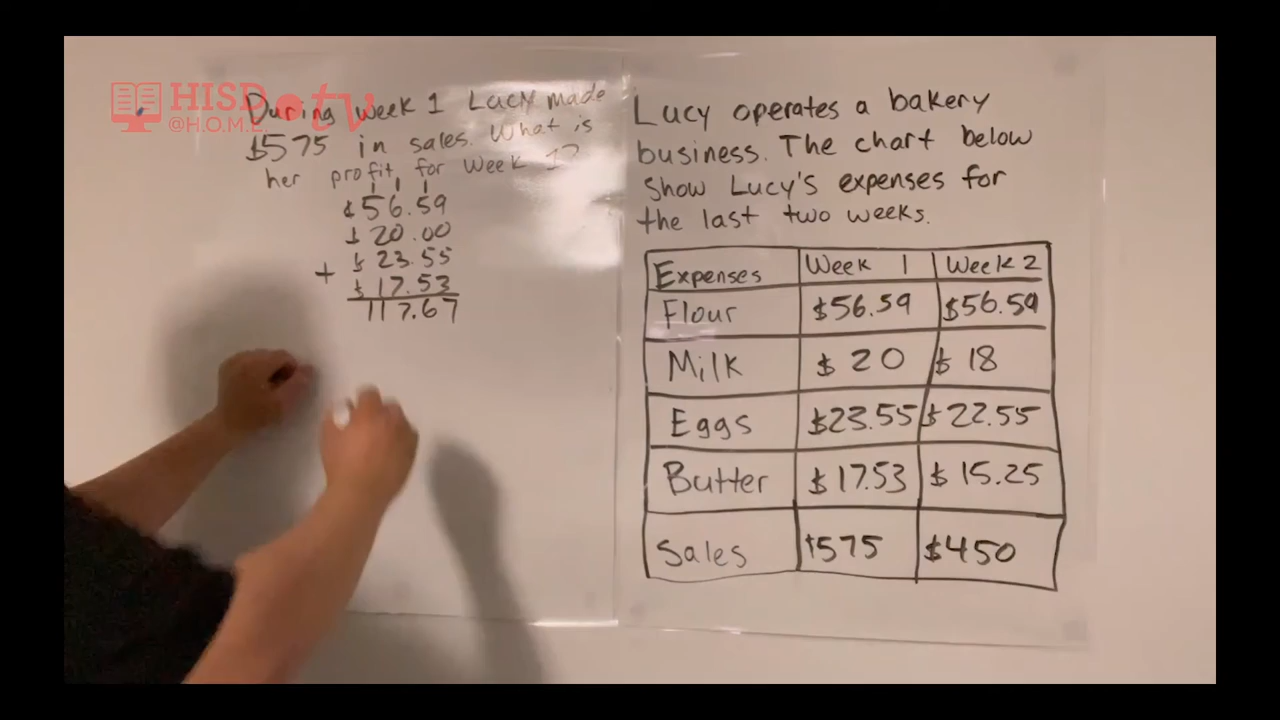 HISD
@H.O.M.E.
tv
During week 1 Lucy made
$575 in sales. What is
her profit for Week 1?
1 1 1
$56.59
$20.00
$23.55
+ $17.53
117.67
Lucy operates a bakery
business. The chart below
show Lucy's expenses for
the last two weeks.
Expenses Week 1 Week 2
Flour $56.59 $56.59
Milk $20 $18
Eggs $23.55 $22.55
Butter $17.53 $15.25
Sales $575 $450